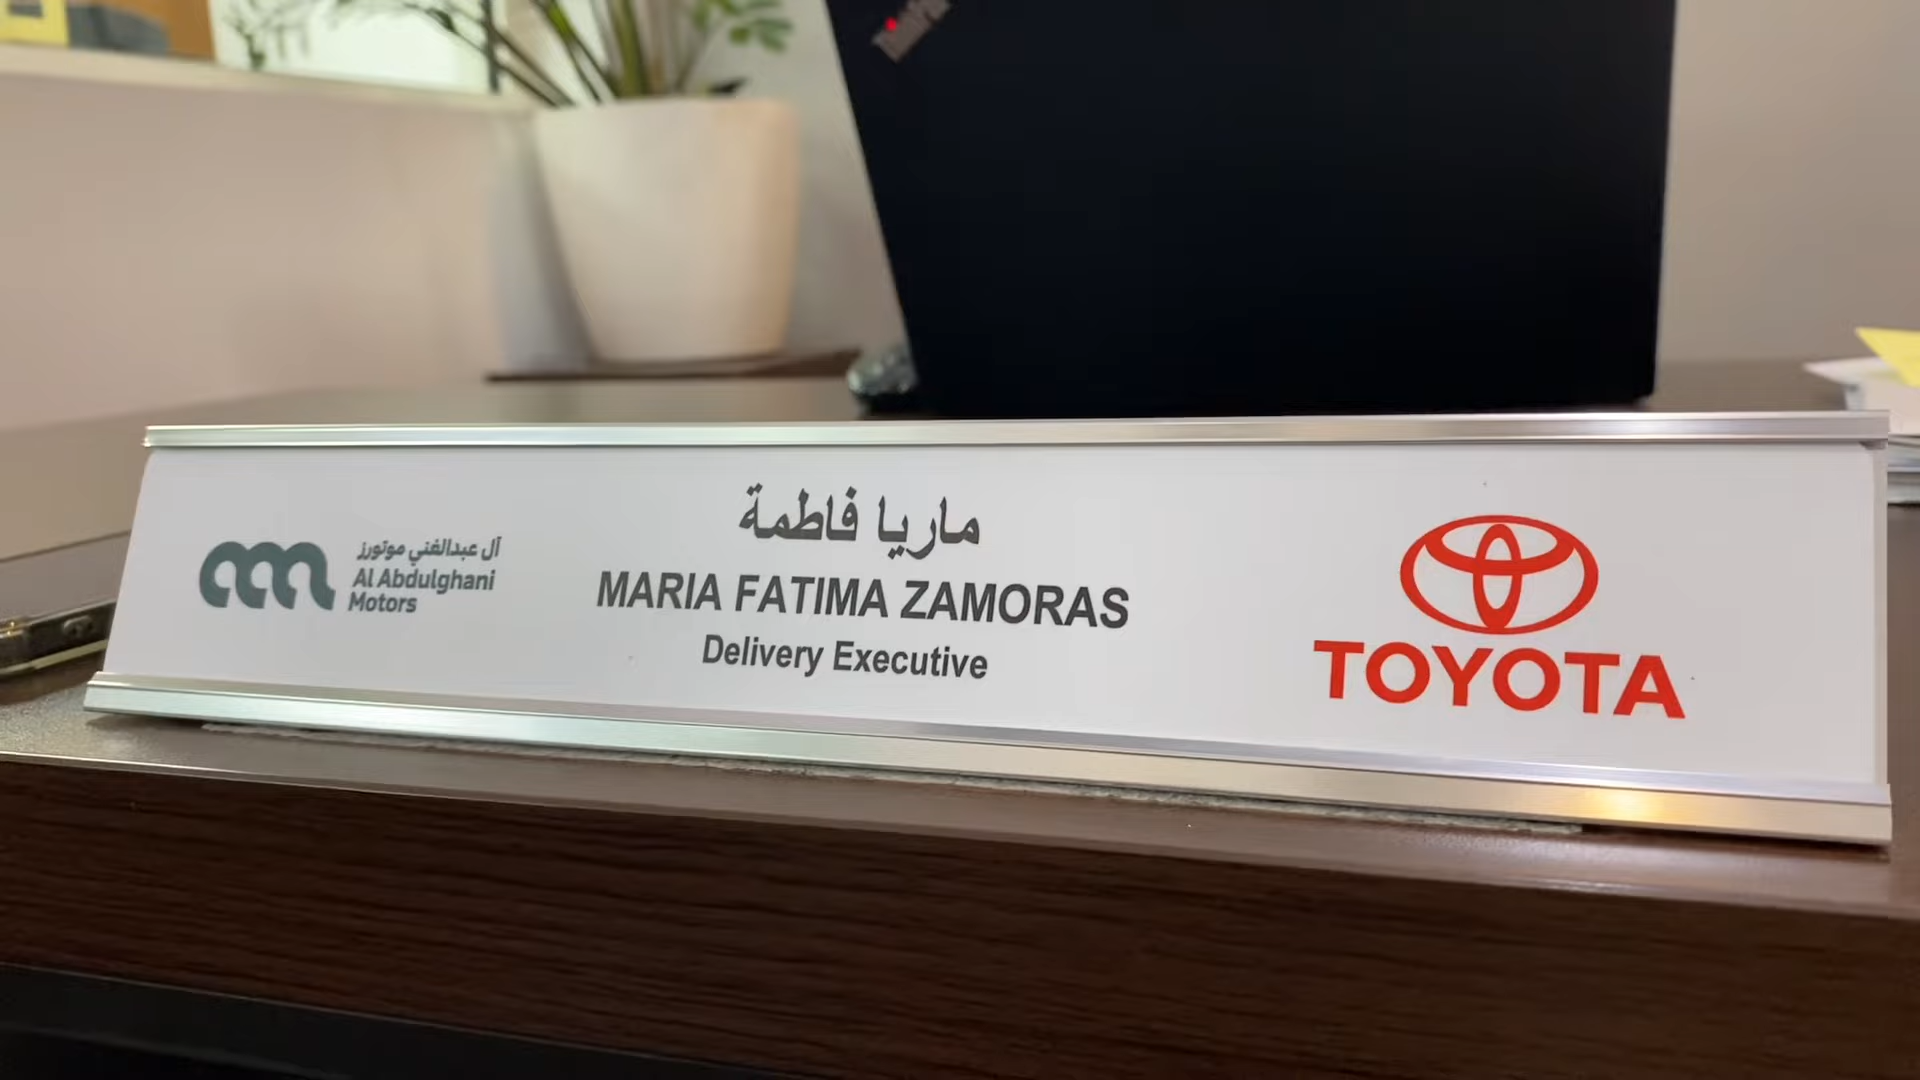 آل عبدالغني موتورز
Al Abdulghani
Motors
ماريا فاطمة
MARIA FATIMA ZAMORAS
Delivery Executive
TOYOTA